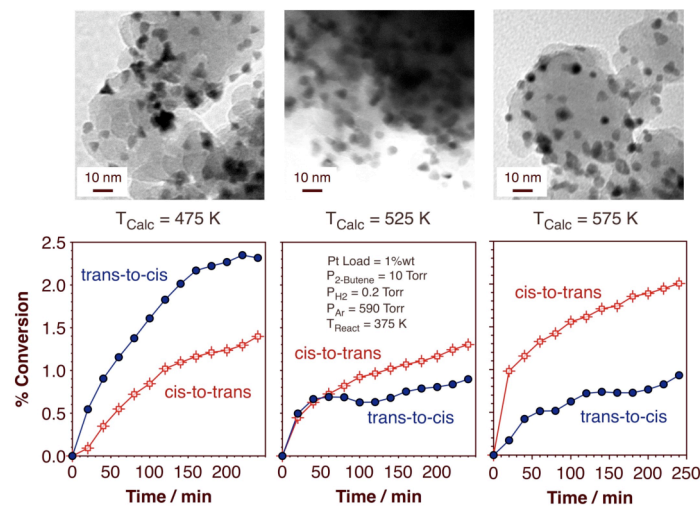 10 nm
10 nm
10 nm
T_Calc = 475 K
T_Calc = 525 K
T_Calc = 575 K
% Conversion
2.5
2.0
1.5
1.0
0.5
0.0
trans-to-cis
cis-to-trans
0 50 100 150 200
Time / min
Pt Load = 1%wt
P_2-Butene = 10 Torr
P_H2 = 0.2 Torr
P_Ar = 590 Torr
T_React = 375 K
cis-to-trans
trans-to-cis
0 50 100 150 200
Time / min
cis-to-trans
trans-to-cis
0 50 100 150 200 250
Time / min